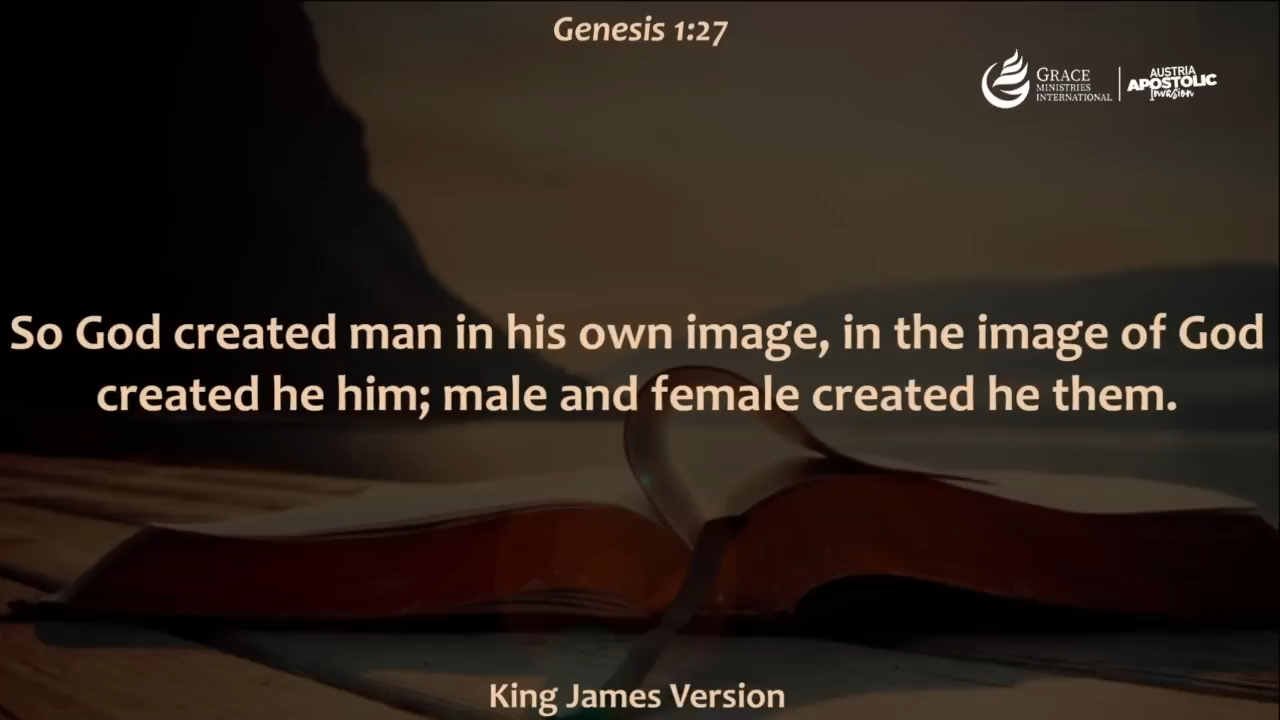 Genesis 1:27
GRACE
MINISTRIES
INTERNATIONAL
AUSTRIA
APOSTOLIC
Invasion
So God created man in his own image, in the image of God
created he him; male and female created he them.
King James Version